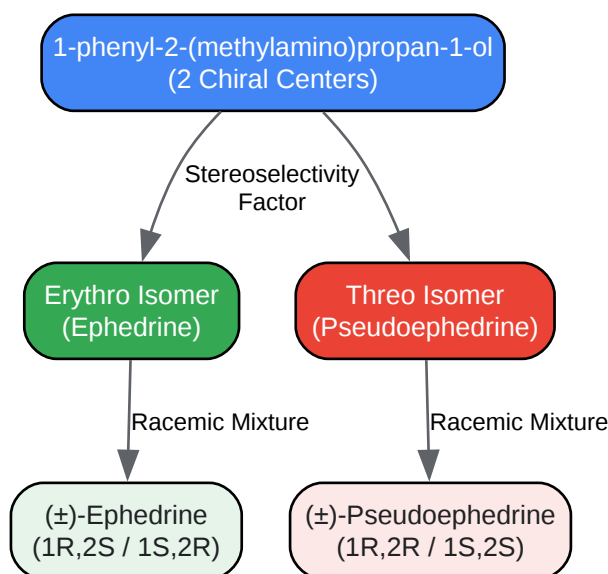 1-phenyl-2-(methylamino)propan-1-ol
(2 Chiral Centers)
Stereoselectivity
Factor
Erythro Isomer
(Ephedrine)
Threo Isomer
(Pseudoephedrine)
Racemic Mixture
Racemic Mixture
(±)-Ephedrine
(1R,2S / 1S,2R)
(±)-Pseudoephedrine
(1R,2R / 1S,2S)